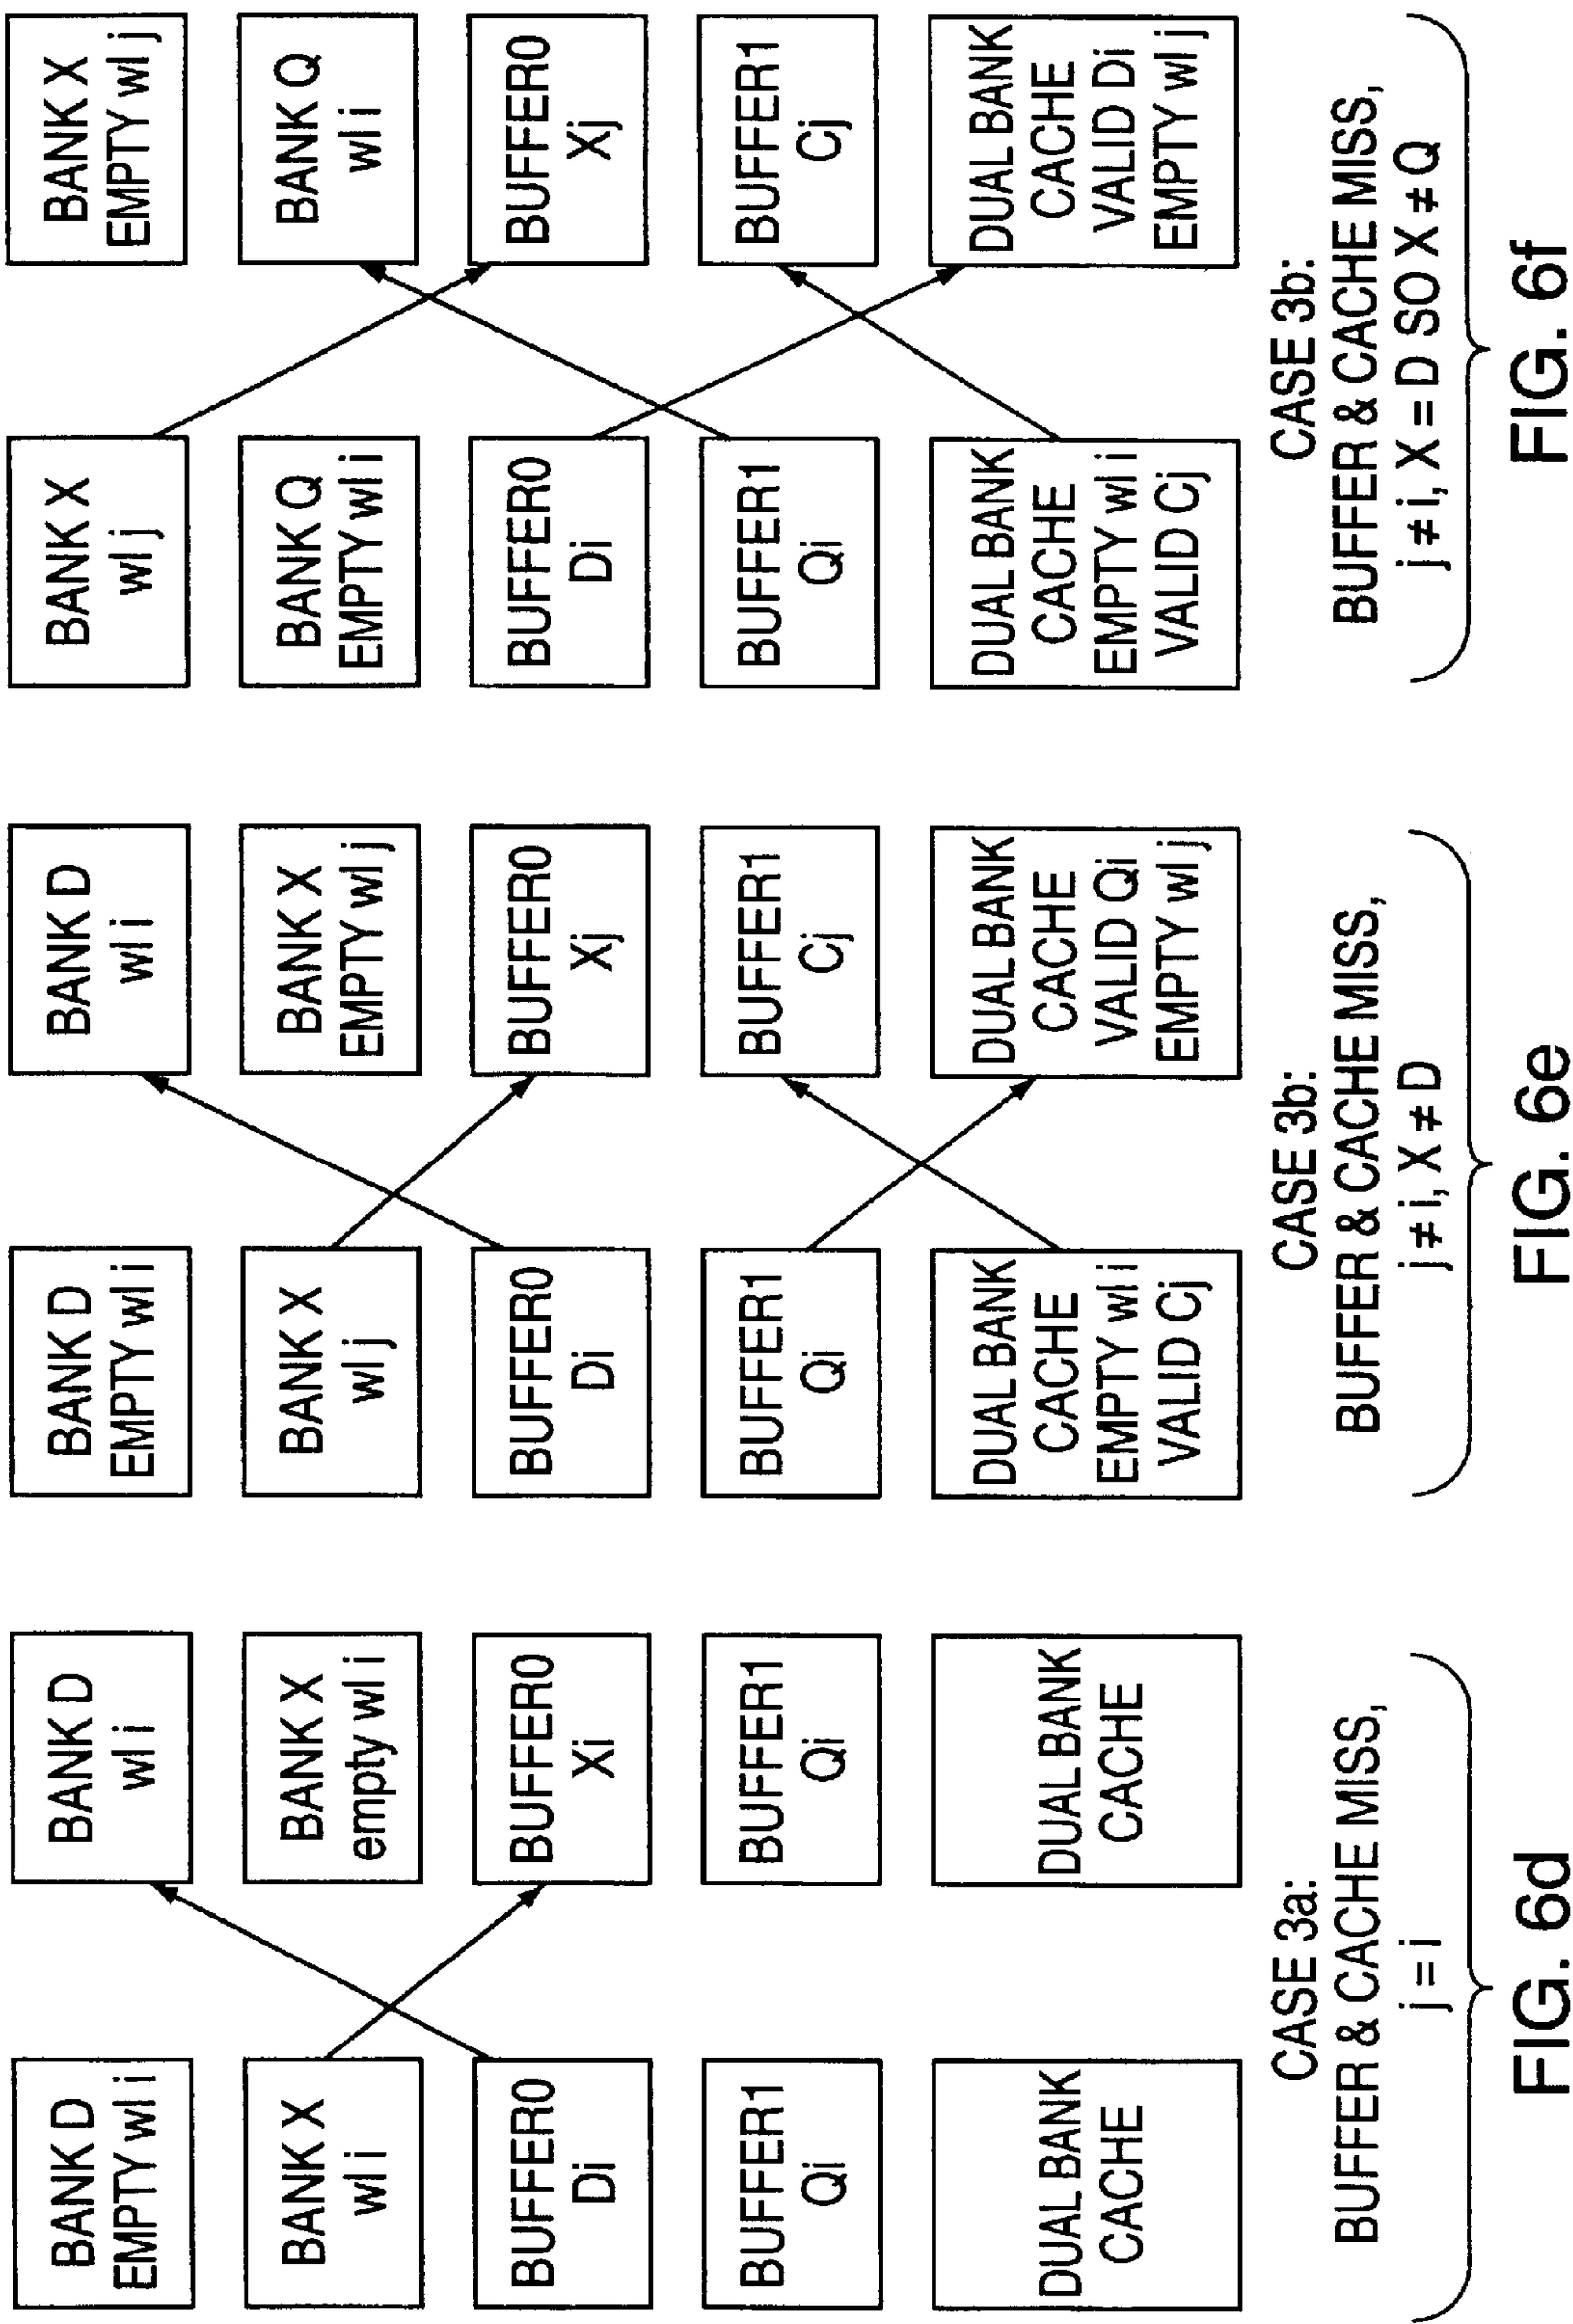 BANK D
EMPTY wl i
BANK X
wl i
BUFFER0
Di
BUFFER1
Qi
DUAL BANK
CACHE
BANK D
wl i
BANK X
empty wl i
BUFFER0
Xi
BUFFER1
Qi
DUAL BANK
CACHE
CASE 3a:
BUFFER & CACHE MISS,
j = i
FIG. 6d
BANK D
EMPTY wl i
BANK X
wl j
BUFFER0
Di
BUFFER1
Qi
DUAL BANK
CACHE
EMPTY wl i
VALID Cj
BANK D
wl i
BANK X
EMPTY wl j
BUFFER0
Xj
BUFFER1
Cj
DUAL BANK
CACHE
VALID Qi
EMPTY wl j
CASE 3b:
BUFFER & CACHE MISS,
j ≠ i, X ≠ D
FIG. 6e
BANK X
wl j
BANK Q
EMPTY wl i
BUFFER0
Di
BUFFER1
Qi
DUAL BANK
CACHE
EMPTY wl i
VALID Cj
BANK X
EMPTY wl j
BANK Q
wl i
BUFFER0
Xj
BUFFER1
Cj
DUAL BANK
CACHE
VALID Di
EMPTY wl j
CASE 3b:
BUFFER & CACHE MISS,
j ≠ i, X = D SO X ≠ Q
FIG. 6f